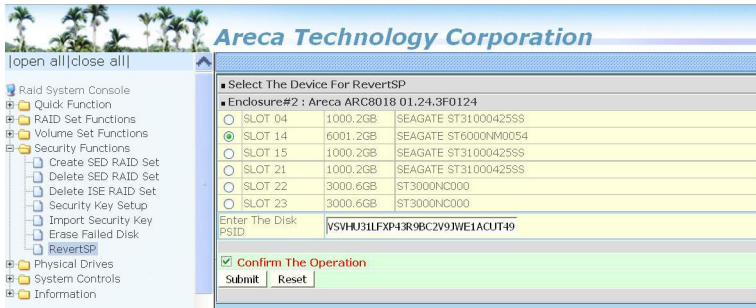 Areca Technology Corporation
|open all|close all|
Raid System Console
Quick Function
RAID Set Functions
Volume Set Functions
Security Functions
Create SED RAID Set
Delete SED RAID Set
Delete ISE RAID Set
Security Key Setup
Import Security Key
Erase Failed Disk
RevertSP
Physical Drives
System Controls
Information
Select The Device For RevertSP
Enclosure#2 : Areca ARC8018 01.24.3F0124
SLOT 04 1000.2GB SEAGATE ST31000425SS
SLOT 14 6001.2GB SEAGATE ST6000NM0054
SLOT 15 1000.2GB SEAGATE ST31000425SS
SLOT 21 1000.2GB SEAGATE ST31000425SS
SLOT 22 3000.6GB ST3000NC000
SLOT 23 3000.6GB ST3000NC000
Enter The Disk
PSID
VSVHU31LFXP43R9BC2V9JWE1ACUT49
Confirm The Operation
Submit Reset